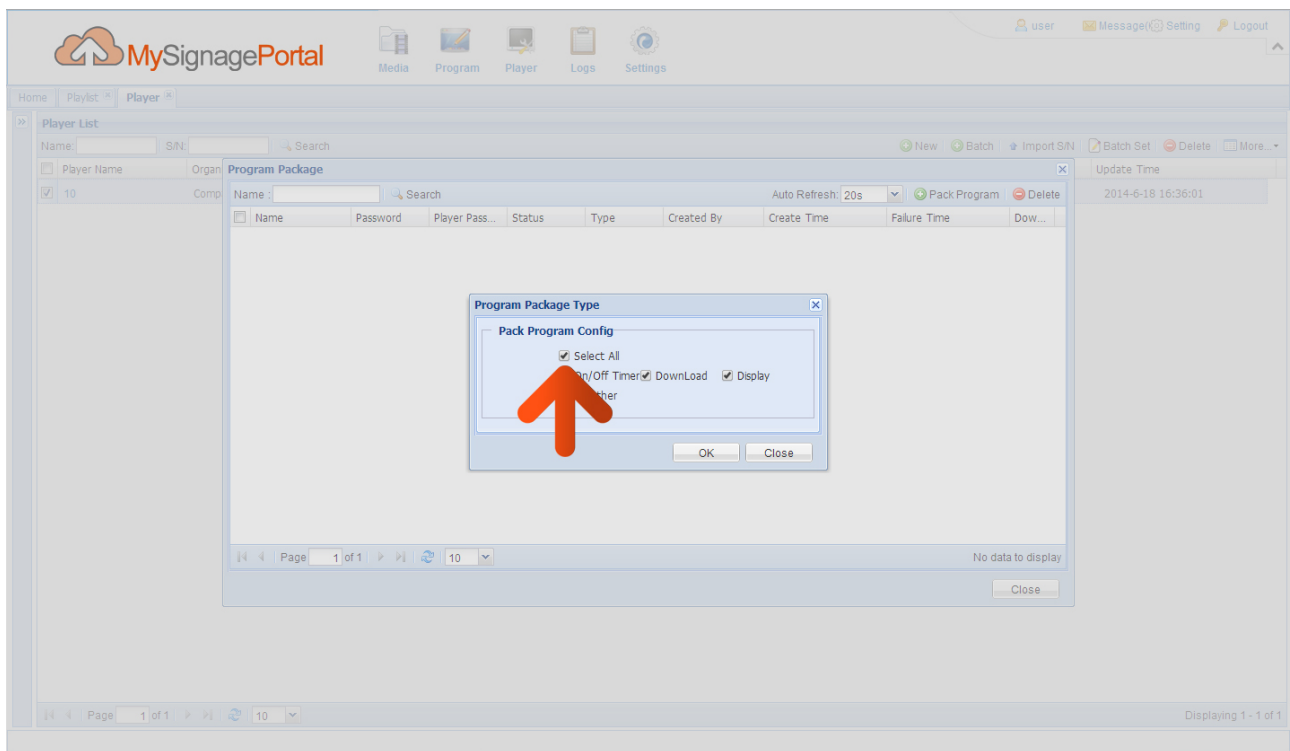 user Message( Setting Logout
MySignagePortal
Media Program Player Logs Settings
Home Playlist Player
Player List
Name: S/N: Search New Batch Import S/N Batch Set Delete More...
Player Name Organ Update Time
10 Comp 2014-6-18 16:36:01
Program Package
Name : Search Auto Refresh: 20s Pack Program Delete
Name Password Player Pass... Status Type Created By Create Time Failure Time Dow...
Program Package Type
Pack Program Config
Select All
On/Off Timer DownLoad Display
OK Close
Page 1 of 1 10 No data to display
Close
Page 1 of 1 10 Displaying 1 - 1 of 1